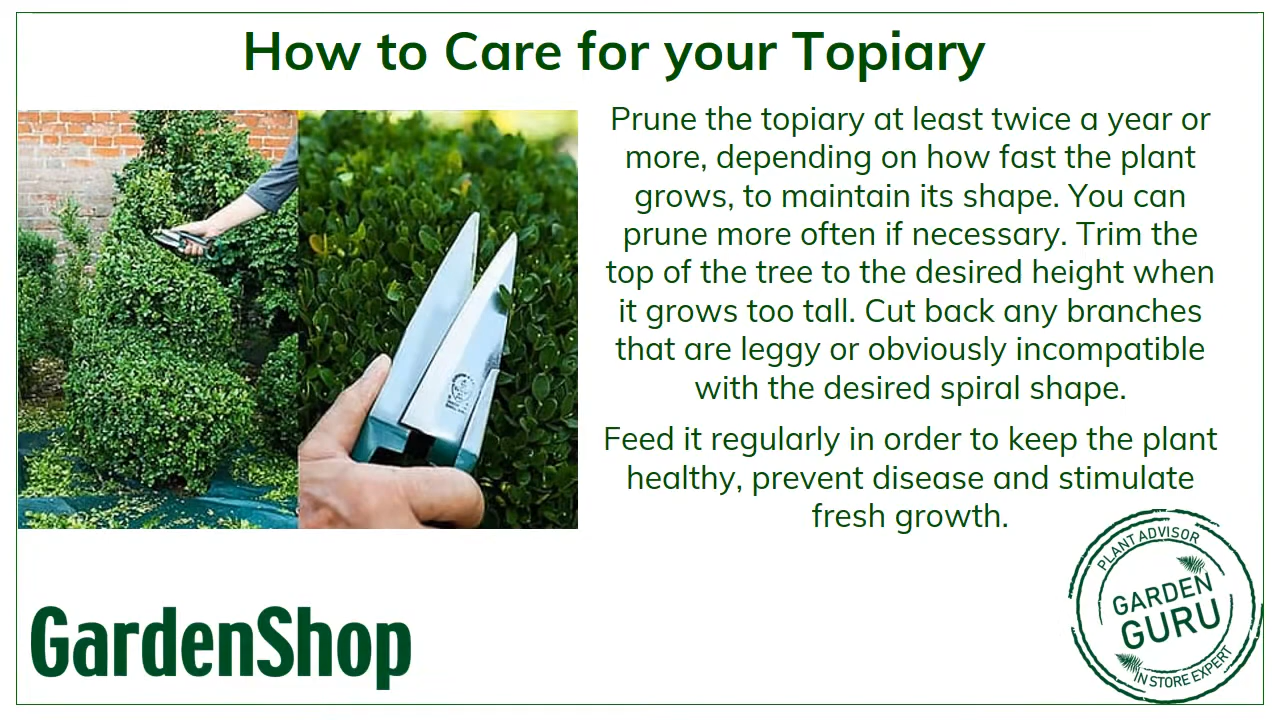 How to Care for your Topiary
Prune the topiary at least twice a year or
more, depending on how fast the plant
grows, to maintain its shape. You can
prune more often if necessary. Trim the
top of the tree to the desired height when
it grows too tall. Cut back any branches
that are leggy or obviously incompatible
with the desired spiral shape.
Feed it regularly in order to keep the plant
healthy, prevent disease and stimulate
fresh growth.
GardenShop
PLANT ADVISOR
GARDEN
GURU
IN STORE EXPERT